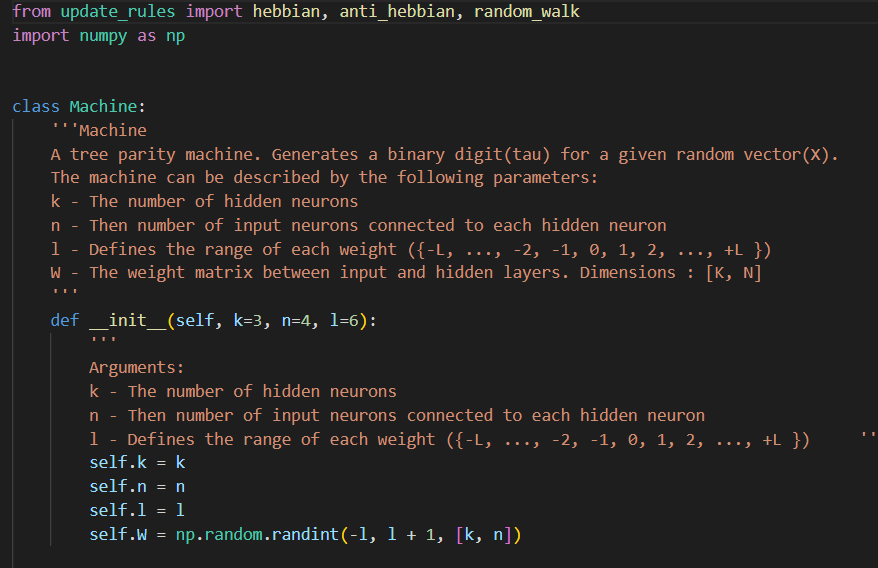 from update_rules import hebbian, anti_hebbian, random_walk
import numpy as np
class Machine:
    '''Machine
    A tree parity machine. Generates a binary digit(tau) for a given random vector(X).
    The machine can be described by the following parameters:
    k - The number of hidden neurons
    n - Then number of input neurons connected to each hidden neuron
    l - Defines the range of each weight ({-L, ..., -2, -1, 0, 1, 2, ..., +L })
    W - The weight matrix between input and hidden layers. Dimensions : [K, N]
    '''
    def __init__(self, k=3, n=4, l=6):
        '''
        Arguments:
        k - The number of hidden neurons
        n - Then number of input neurons connected to each hidden neuron
        l - Defines the range of each weight ({-L, ..., -2, -1, 0, 1, 2, ..., +L })     ''
        self.k = k
        self.n = n
        self.l = l
        self.W = np.random.randint(-l, l + 1, [k, n])